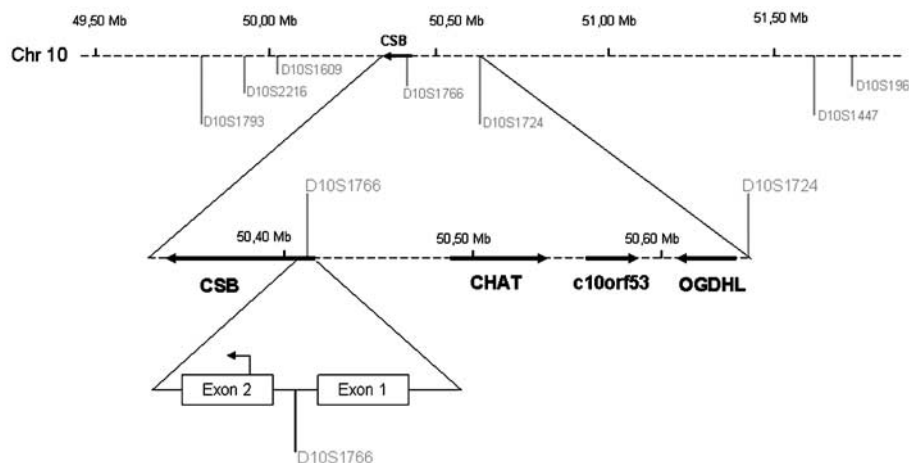 49,50 Mb 50,00 Mb 50,50 Mb 51,00 Mb 51,50 Mb
CSB
Chr 10
D10S1609 D10S1766 D10S196
D10S2216
D10S1793 D10S1724 D10S1447
D10S1766 D10S1724
50,40 Mb 50,50 Mb 50,60 Mb
CSB CHAT c10orf53 OGDHL
Exon 2 Exon 1
D10S1766